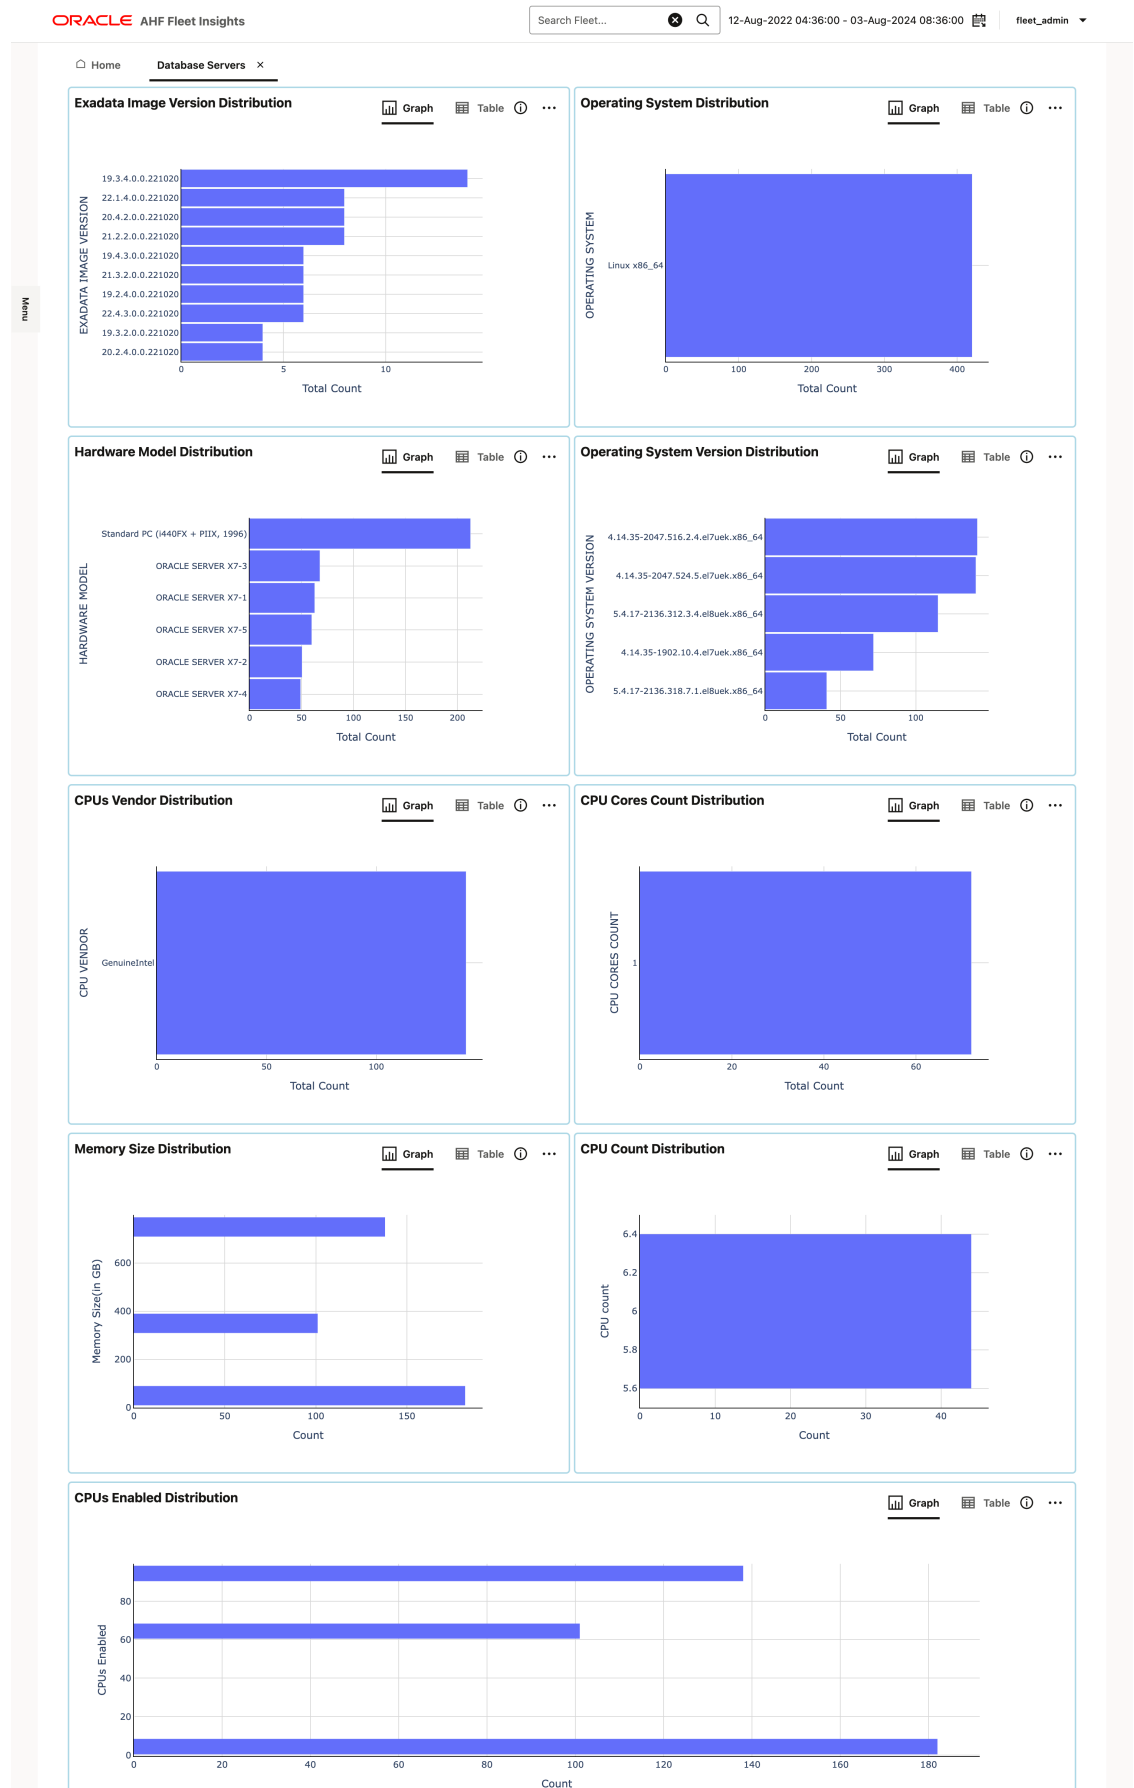 ORACLE AHF Fleet Insights
Search Fleet...
12-Aug-2022 04:36:00 - 03-Aug-2024 08:36:00
fleet_admin
Home
Database Servers ×
Menu
Exadata Image Version Distribution
Graph Table
EXADATA IMAGE VERSION
19.3.4.0.0.221020
22.1.4.0.0.221020
20.4.2.0.0.221020
21.2.2.0.0.221020
19.4.3.0.0.221020
21.3.2.0.0.221020
19.2.4.0.0.221020
22.4.3.0.0.221020
19.3.2.0.0.221020
20.2.4.0.0.221020
0 5 10
Total Count
Operating System Distribution
Graph Table
OPERATING SYSTEM
Linux x86_64
0 100 200 300 400
Total Count
Hardware Model Distribution
Graph Table
HARDWARE MODEL
Standard PC (i440FX + PIIX, 1996)
ORACLE SERVER X7-3
ORACLE SERVER X7-1
ORACLE SERVER X7-5
ORACLE SERVER X7-2
ORACLE SERVER X7-4
0 50 100 150 200
Total Count
Operating System Version Distribution
Graph Table
OPERATING SYSTEM VERSION
4.14.35-2047.516.2.4.el7uek.x86_64
4.14.35-2047.524.5.el7uek.x86_64
5.4.17-2136.312.3.4.el8uek.x86_64
4.14.35-1902.10.4.el7uek.x86_64
5.4.17-2136.318.7.1.el8uek.x86_64
0 50 100
Total Count
CPUs Vendor Distribution
Graph Table
CPU VENDOR
GenuineIntel
0 50 100
Total Count
CPU Cores Count Distribution
Graph Table
CPU CORES COUNT
1
0 20 40 60
Total Count
Memory Size Distribution
Graph Table
Memory Size(in GB)
600
400
200
0
0 50 100 150
Count
CPU Count Distribution
Graph Table
CPU count
6.4
6.2
6
5.8
5.6
0 10 20 30 40
Count
CPUs Enabled Distribution
Graph Table
CPUs Enabled
80
60
40
20
0
0 20 40 60 80 100 120 140 160 180
Count